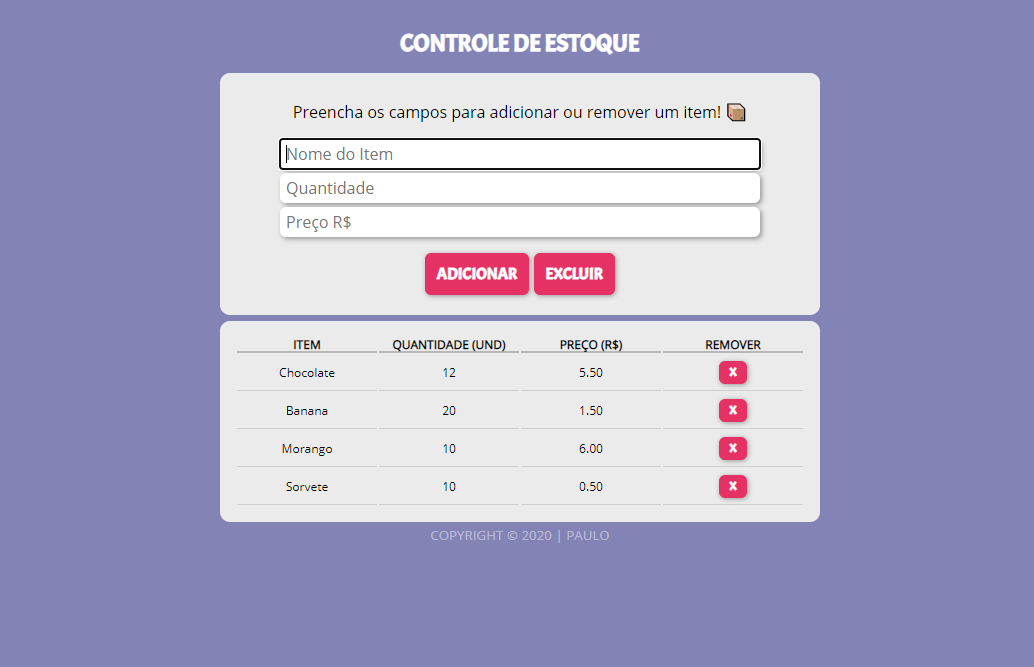 CONTROLE DE ESTOQUE
Preencha os campos para adicionar ou remover um item!
Nome do Item
Quantidade
Preço R$
ADICIONAR EXCLUIR
ITEM QUANTIDADE (UND) PREÇO (R$) REMOVER
Chocolate 12 5.50 X
Banana 20 1.50 X
Morango 10 6.00 X
Sorvete 10 0.50 X
COPYRIGHT © 2020 | PAULO